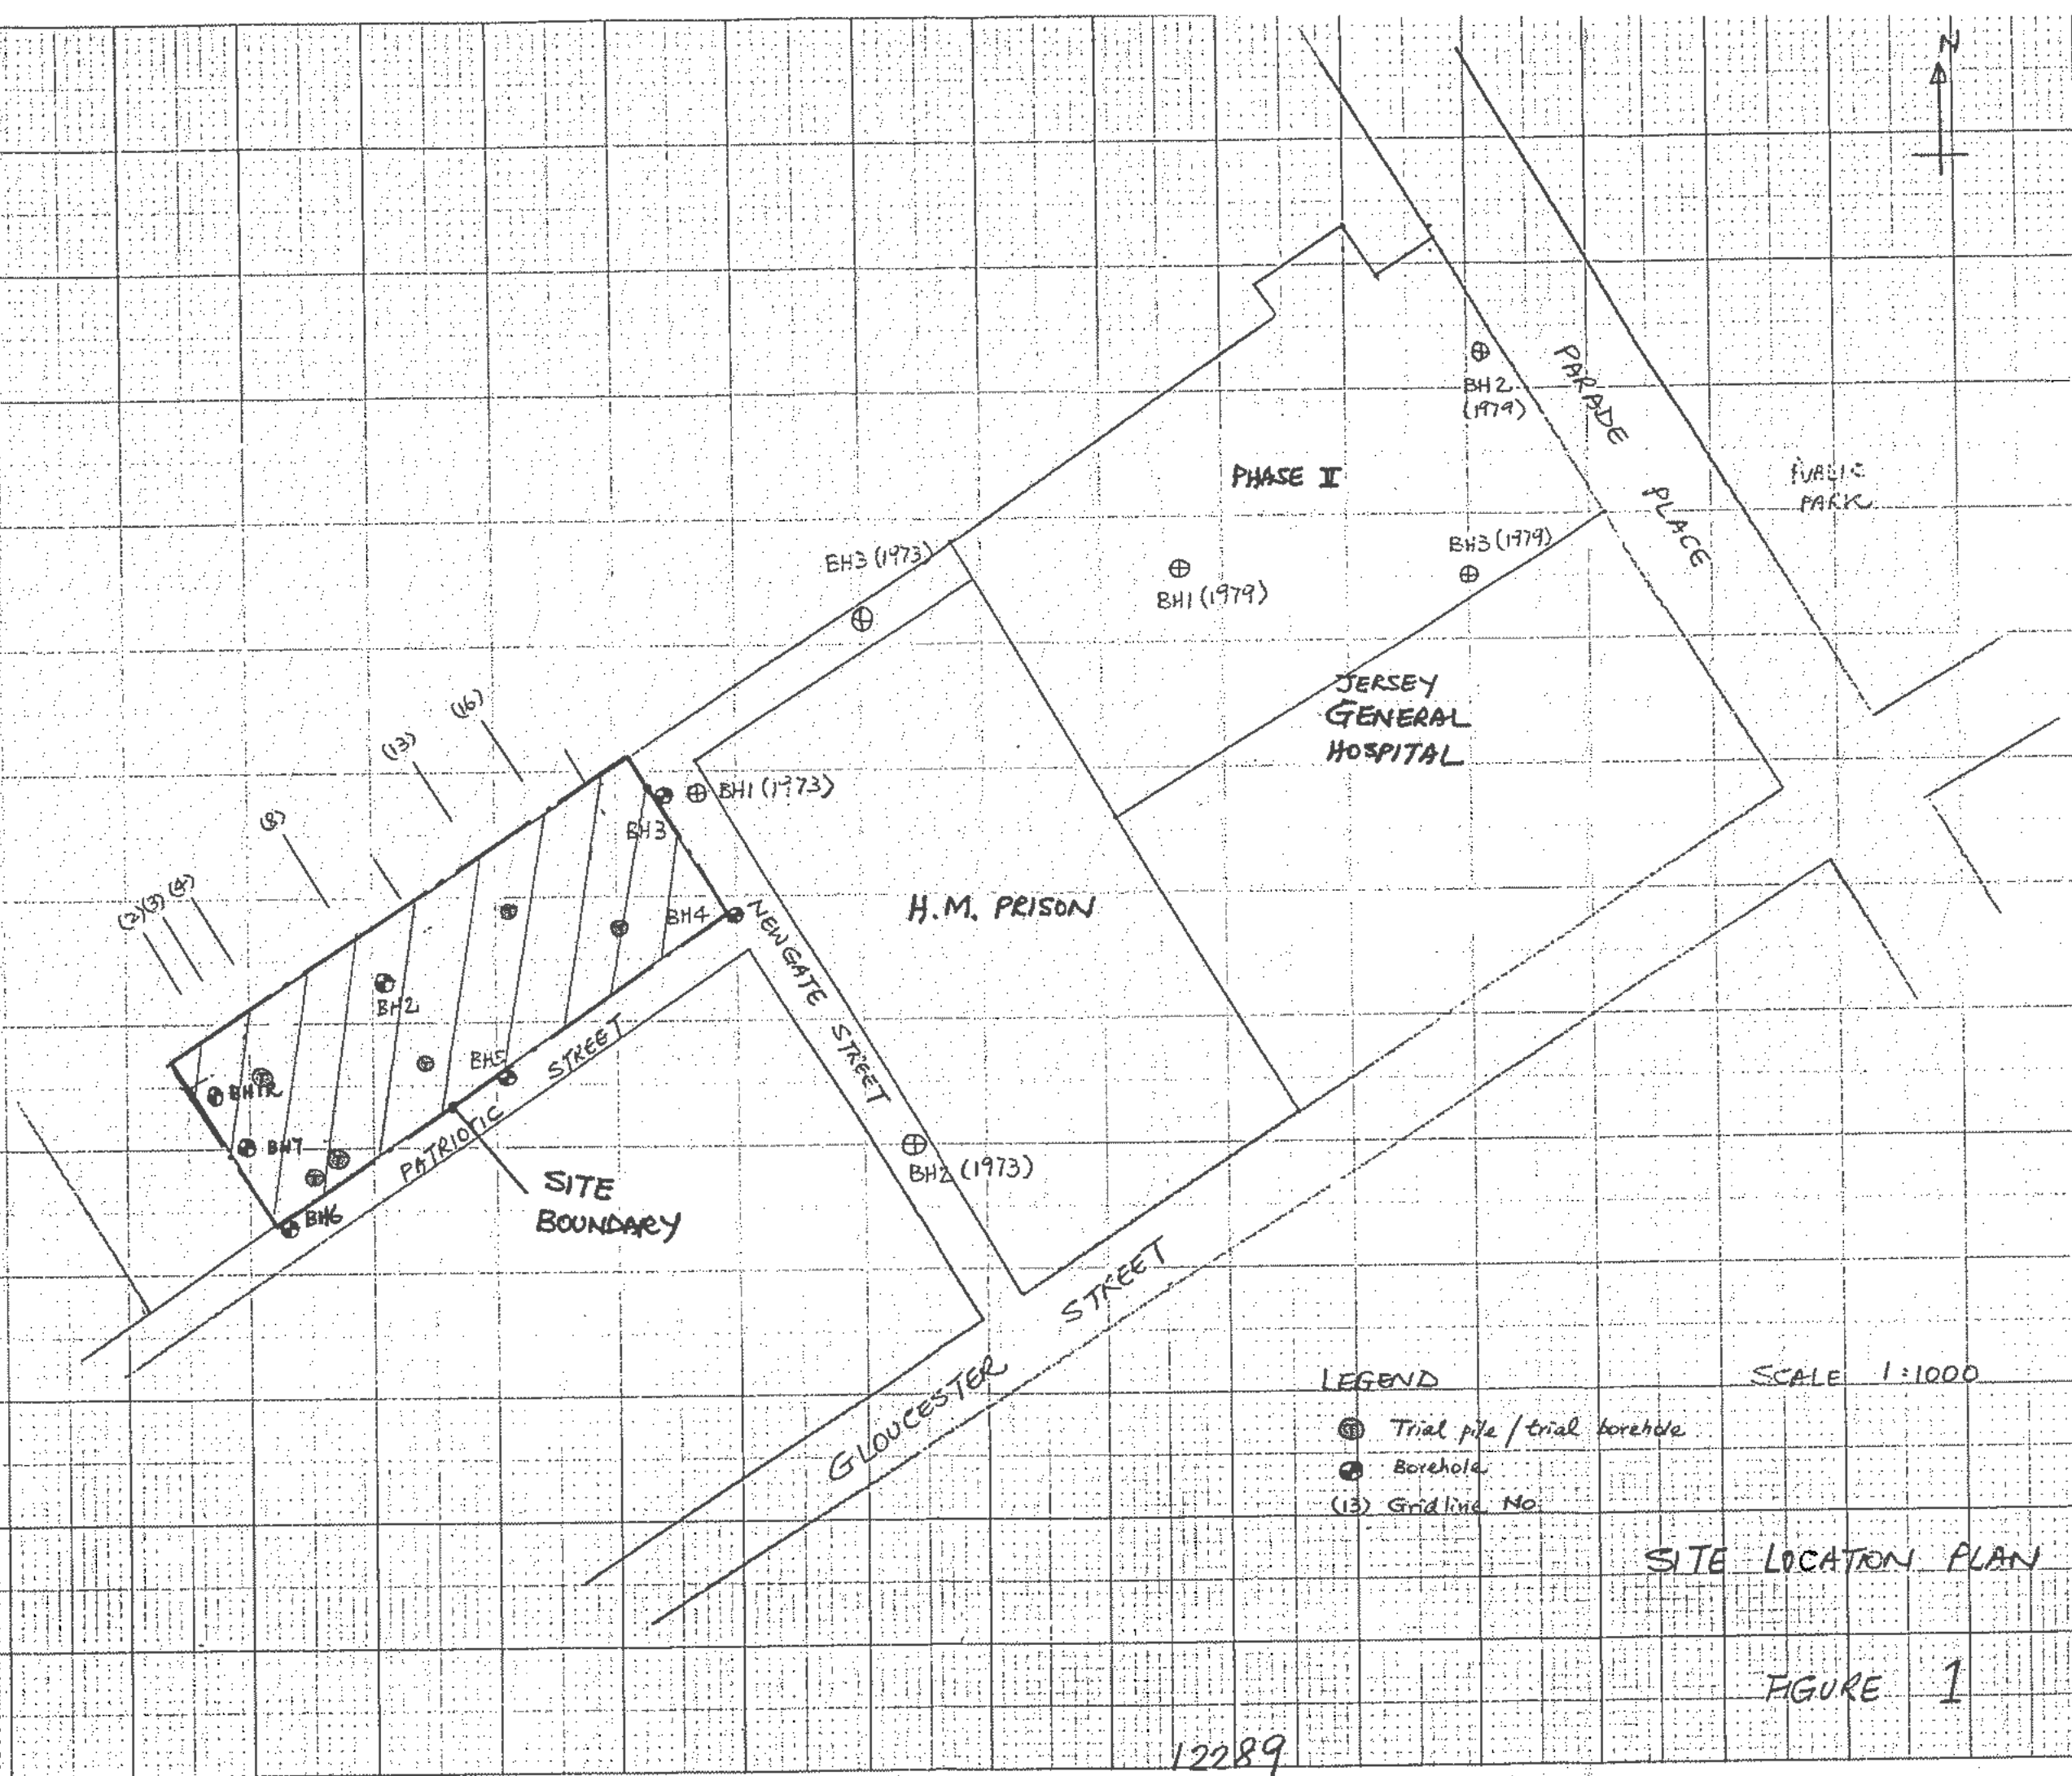 N
PARADE PLACE
BH2
(1979)
PHASE II
PUBLIC
PARK
BH3 (1973)
BH3 (1979)
BH1 (1979)
JERSEY
GENERAL
HOSPITAL
(16)
(13)
(8)
(2) (3) (4)
BH1 (1973)
BH3
BH4
H.M. PRISON
NEWGATE STREET
BH2
BH5
PATRIOTIC STREET
BH1R
BH7
BH6
BH2 (1973)
SITE
BOUNDARY
GLOUCESTER STREET
LEGEND
SCALE 1:1000
Trial pile / trial borehole
Borehole
(13) Gridline No.
SITE LOCATION PLAN
FIGURE 1
12289